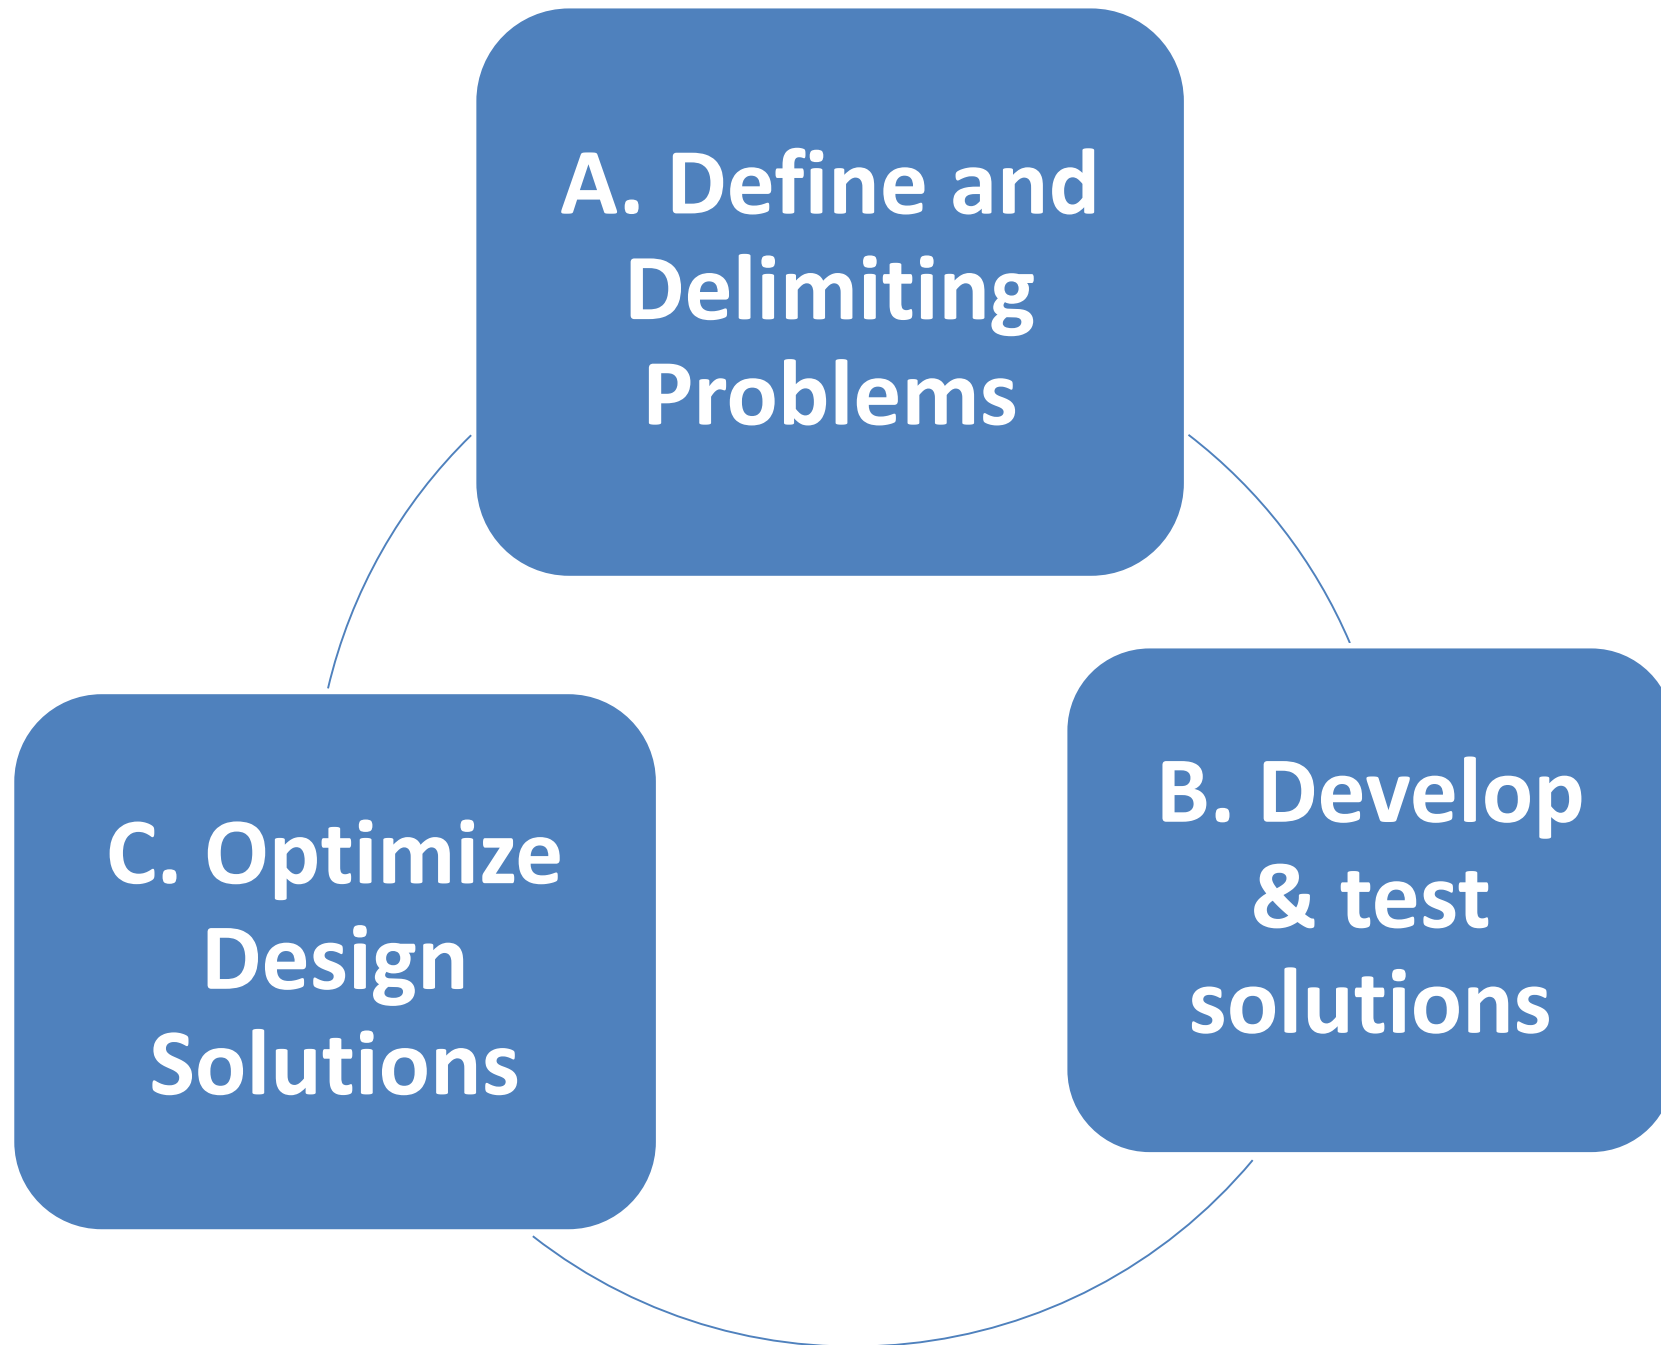 A. Define and
Delimiting
Problems
B. Develop
& test
solutions
C. Optimize
Design
Solutions